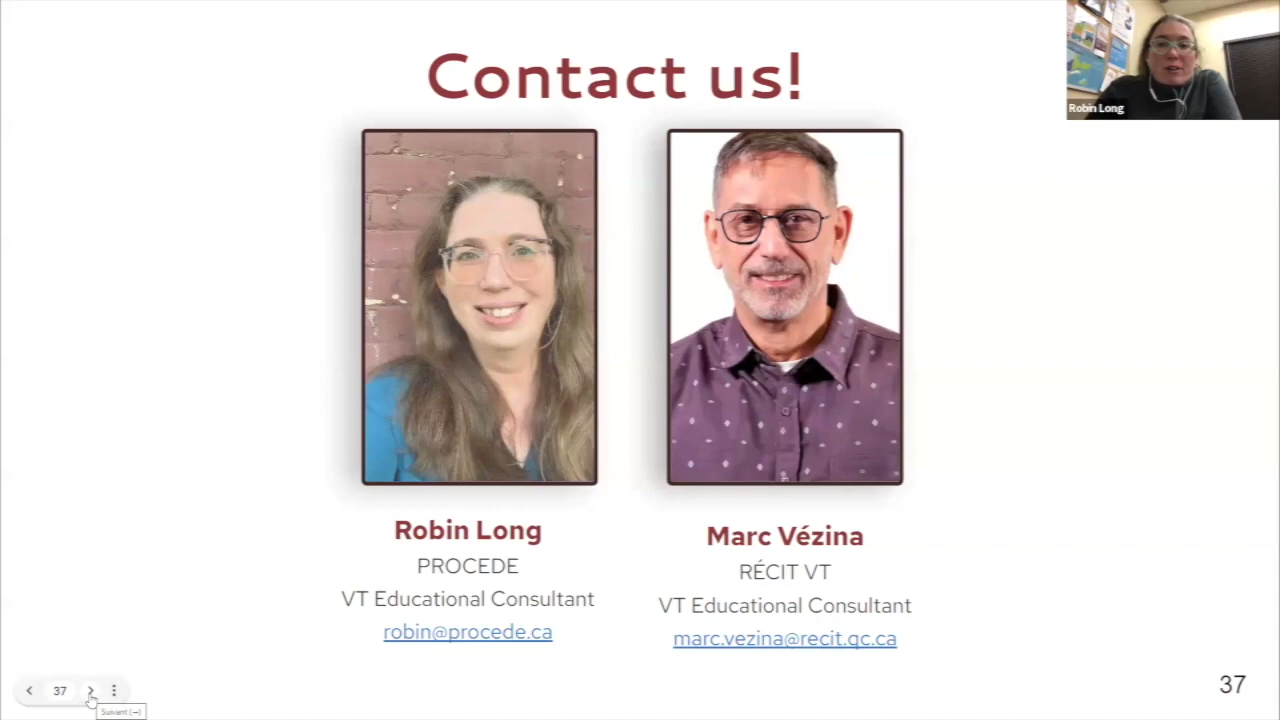 Contact us!
Robin Long
Robin Long
PROCEDE
VT Educational Consultant
robin@procede.ca
Marc Vézina
RÉCIT VT
VT Educational Consultant
marc.vezina@recit.qc.ca
37
Suivant (→)
37